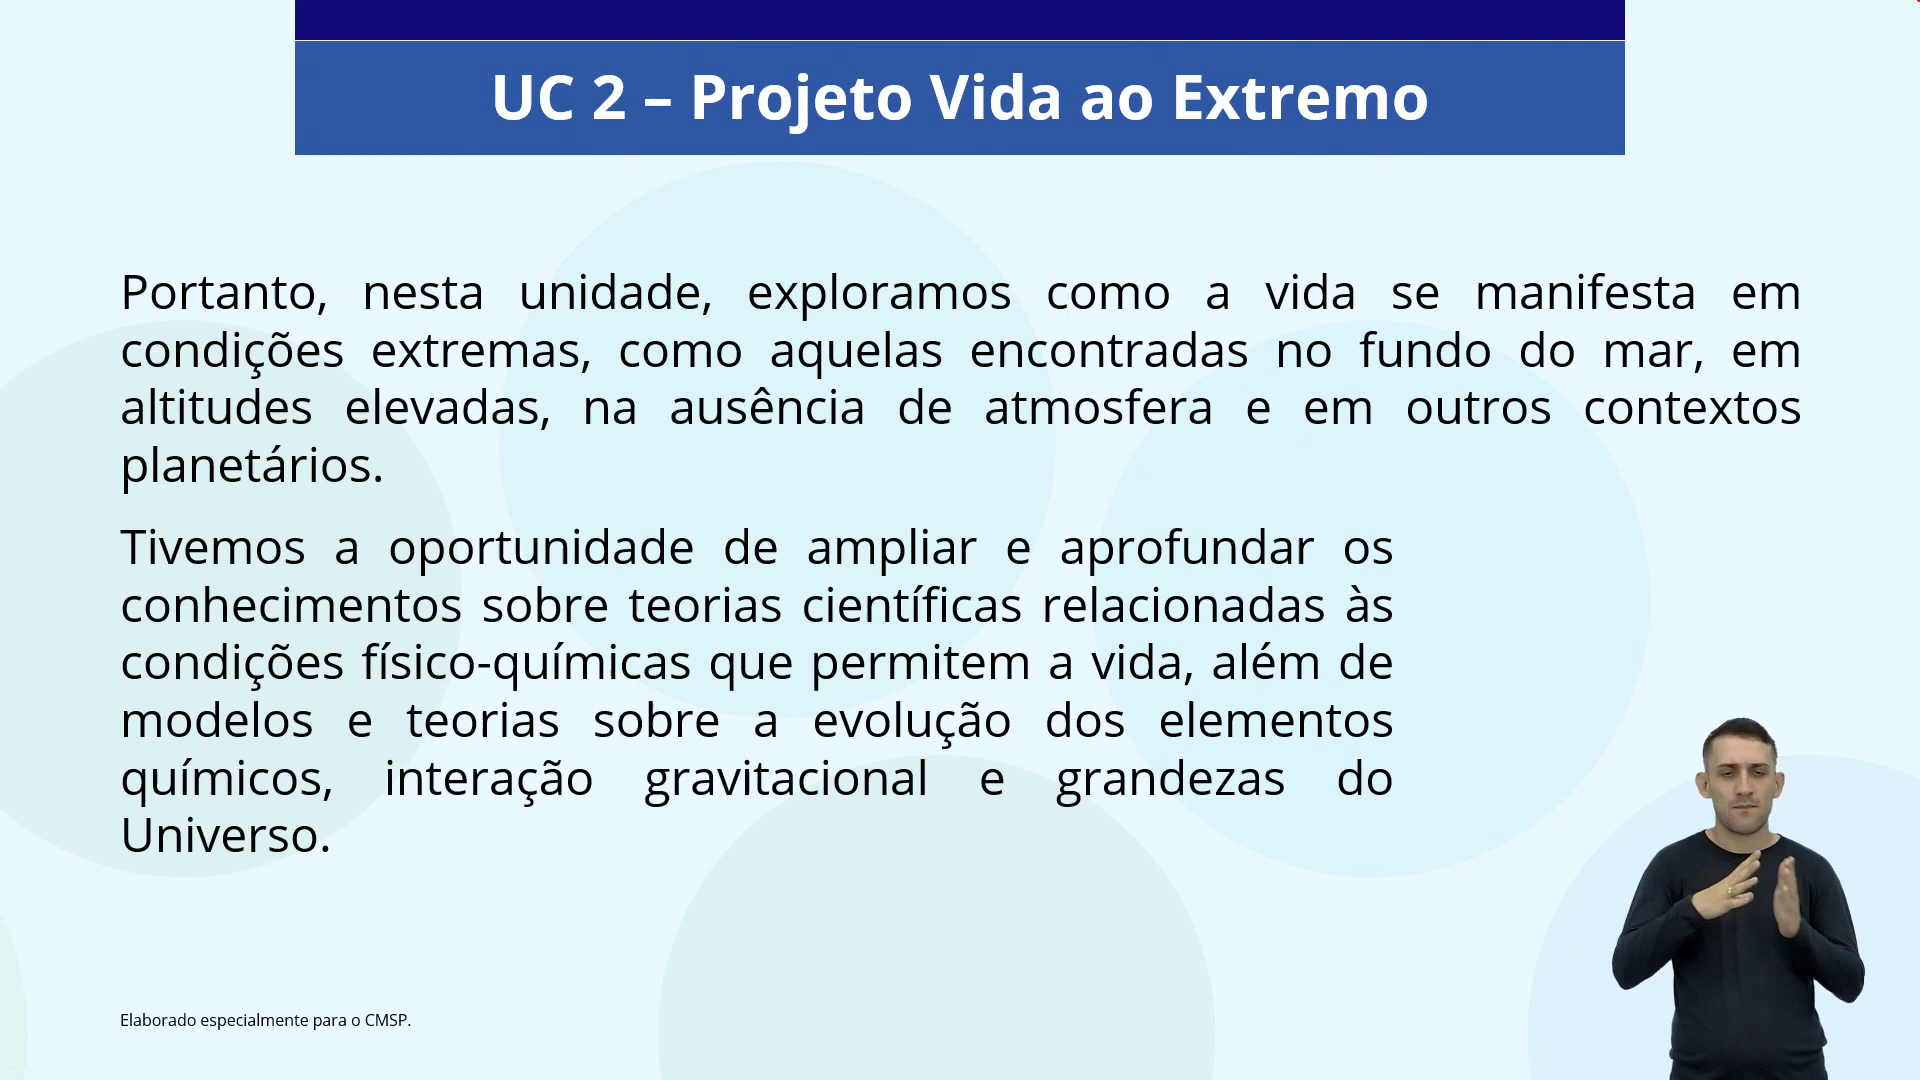 UC 2 – Projeto Vida ao Extremo
Portanto, nesta unidade, exploramos como a vida se manifesta em
condições extremas, como aquelas encontradas no fundo do mar, em
altitudes elevadas, na ausência de atmosfera e em outros contextos
planetários.
Tivemos a oportunidade de ampliar e aprofundar os
conhecimentos sobre teorias científicas relacionadas às
condições físico-químicas que permitem a vida, além de
modelos e teorias sobre a evolução dos elementos
químicos, interação gravitacional e grandezas do
Universo.
Elaborado especialmente para o CMSP.